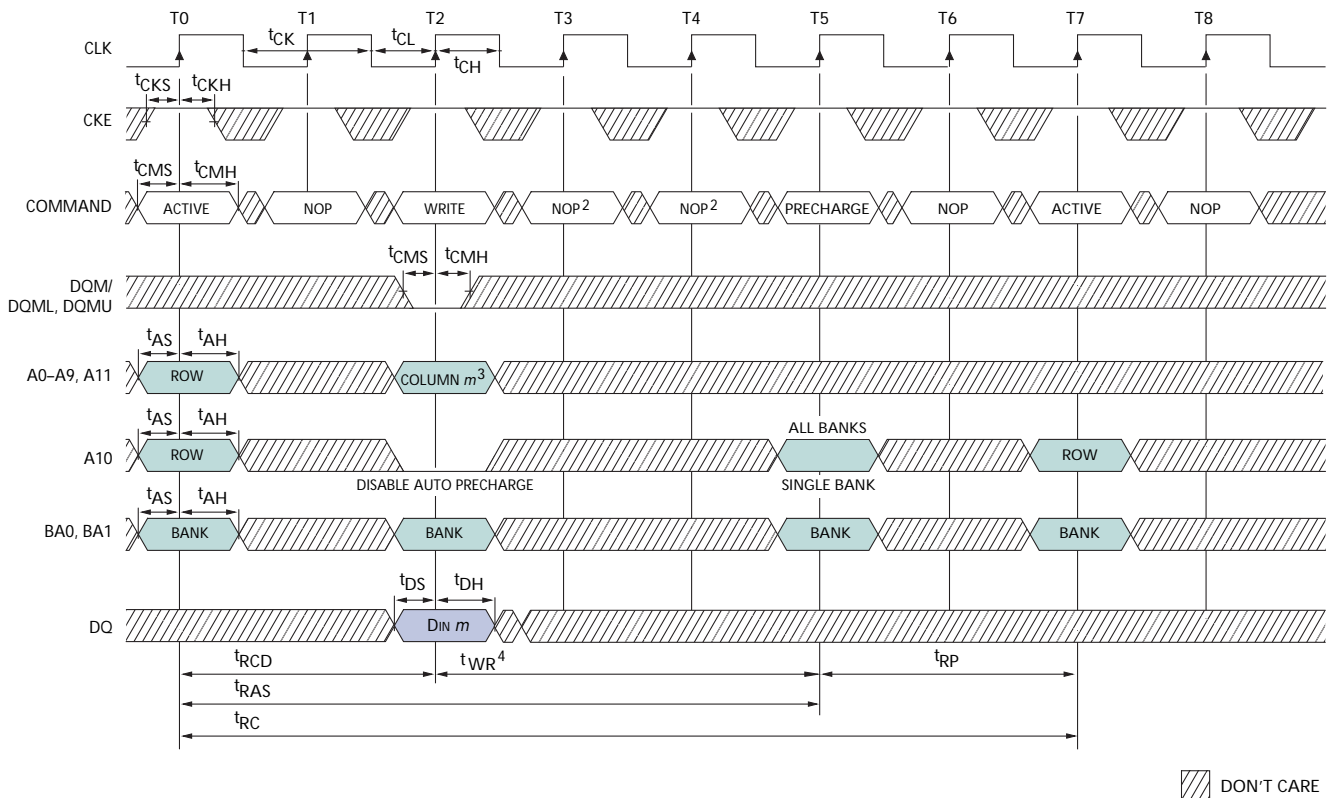 T0 T1 T2 T3 T4 T5 T6 T7 T8
CLK tCK tCL tCH
tCKS tCKH
CKE
tCMS tCMH
COMMAND ACTIVE NOP WRITE NOP2 NOP2 PRECHARGE NOP ACTIVE NOP
tCMS tCMH
DQM/
DQML, DQMU
tAS tAH
A0–A9, A11 ROW COLUMN m3
tAS tAH ALL BANKS
A10 ROW ROW
DISABLE AUTO PRECHARGE SINGLE BANK
tAS tAH
BA0, BA1 BANK BANK BANK BANK
tDS tDH
DQ DIN m
tRCD tWR4 tRP
tRAS
tRC
DON'T CARE